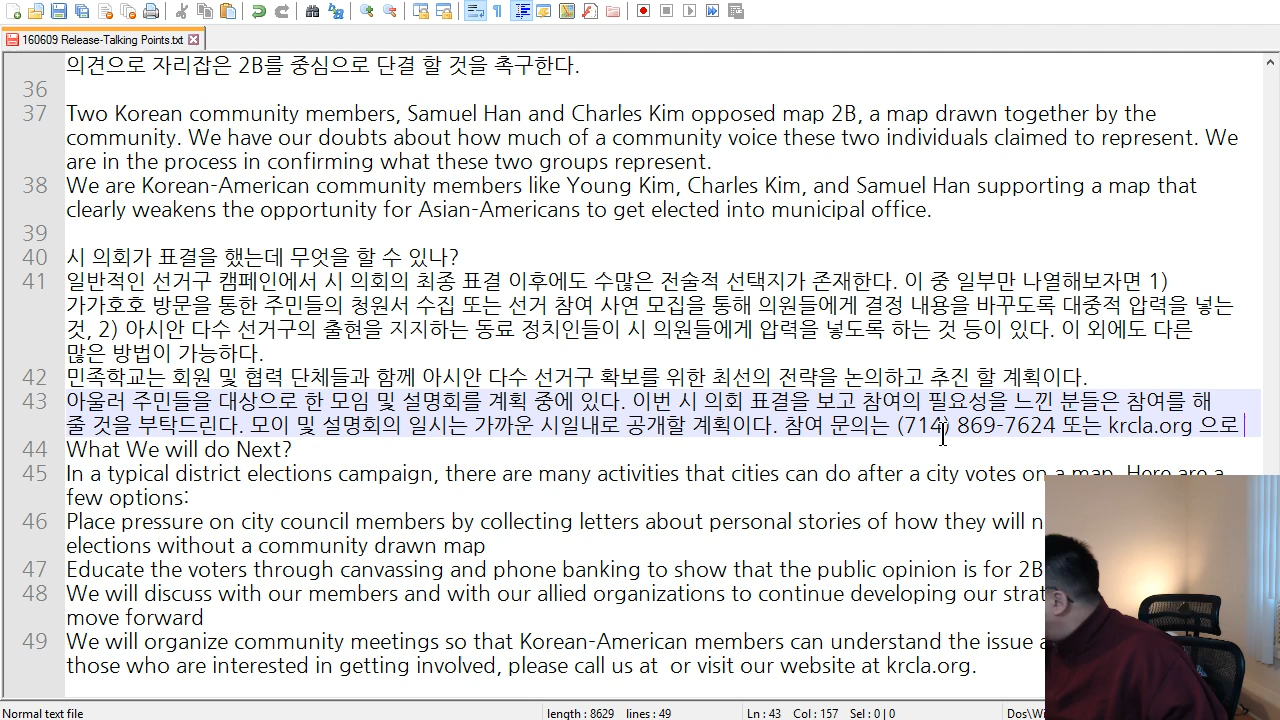 160609 Release-Talking Points.txt
의견으로 자리잡은 2B를 중심으로 단결 할 것을 촉구한다.
36
37 Two Korean community members, Samuel Han and Charles Kim opposed map 2B, a map drawn together by the
community. We have our doubts about how much of a community voice these two individuals claimed to represent. We
are in the process in confirming what these two groups represent.
38 We are Korean-American community members like Young Kim, Charles Kim, and Samuel Han supporting a map that
clearly weakens the opportunity for Asian-Americans to get elected into municipal office.
39
40 시 의회가 표결을 했는데 무엇을 할 수 있나?
41 일반적인 선거구 캠페인에서 시 의회의 최종 표결 이후에도 수많은 전술적 선택지가 존재한다. 이 중 일부만 나열해보자면 1)
가가호호 방문을 통한 주민들의 청원서 수집 또는 선거 참여 사연 모집을 통해 의원들에게 결정 내용을 바꾸도록 대중적 압력을 넣는
것, 2) 아시안 다수 선거구의 출현을 지지하는 동료 정치인들이 시 의원들에게 압력을 넣도록 하는 것 등이 있다. 이 외에도 다른
많은 방법이 가능하다.
42 민족학교는 회원 및 협력 단체들과 함께 아시안 다수 선거구 확보를 위한 최선의 전략을 논의하고 추진 할 계획이다.
43 아울러 주민들을 대상으로 한 모임 및 설명회를 계획 중에 있다. 이번 시 의회 표결을 보고 참여의 필요성을 느낀 분들은 참여를 해
줄 것을 부탁드린다. 모이 및 설명회의 일시는 가까운 시일내로 공개할 계획이다. 참여 문의는 (714) 869-7624 또는 krcla.org 으로
44 What We will do Next?
45 In a typical district elections campaign, there are many activities that cities can do after a city votes on a map. Here are a
few options:
46 Place pressure on city council members by collecting letters about personal stories of how they will n
elections without a community drawn map
47 Educate the voters through canvassing and phone banking to show that the public opinion is for 2B
48 We will discuss with our members and with our allied organizations to continue developing our strat
move forward
49 We will organize community meetings so that Korean-American members can understand the issue a
those who are interested in getting involved, please call us at  or visit our website at krcla.org.
Normal text file length : 8629 lines : 49 Ln : 43 Col : 157 Sel : 0 | 0 Dos\Wi